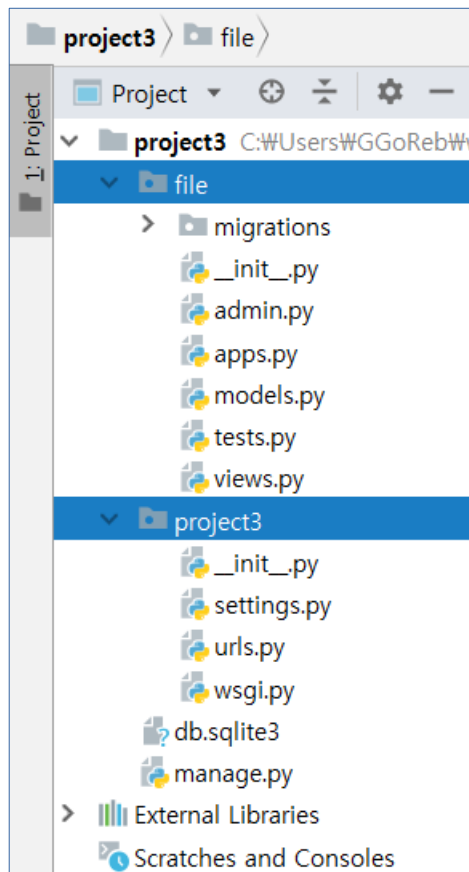 project3 file
1: Project
Project
project3 C:₩Users₩GGoReb₩
file
migrations
__init__.py
admin.py
apps.py
models.py
tests.py
views.py
project3
__init__.py
settings.py
urls.py
wsgi.py
db.sqlite3
manage.py
External Libraries
Scratches and Consoles